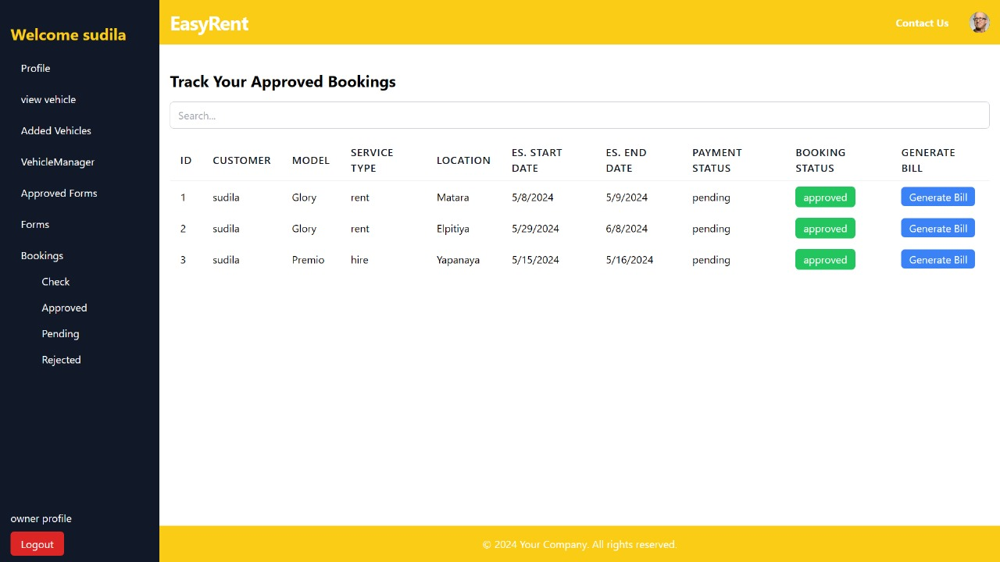 Welcome sudila
Profile
view vehicle
Added Vehicles
VehicleManager
Approved Forms
Forms
Bookings
Check
Approved
Pending
Rejected
owner profile
Logout
EasyRent
Contact Us
Track Your Approved Bookings
Search...
ID CUSTOMER MODEL SERVICE TYPE LOCATION ES. START DATE ES. END DATE PAYMENT STATUS BOOKING STATUS GENERATE BILL
1 sudila Glory rent Matara 5/8/2024 5/9/2024 pending approved Generate Bill
2 sudila Glory rent Elpitiya 5/29/2024 6/8/2024 pending approved Generate Bill
3 sudila Premio hire Yapanaya 5/15/2024 5/16/2024 pending approved Generate Bill
© 2024 Your Company. All rights reserved.